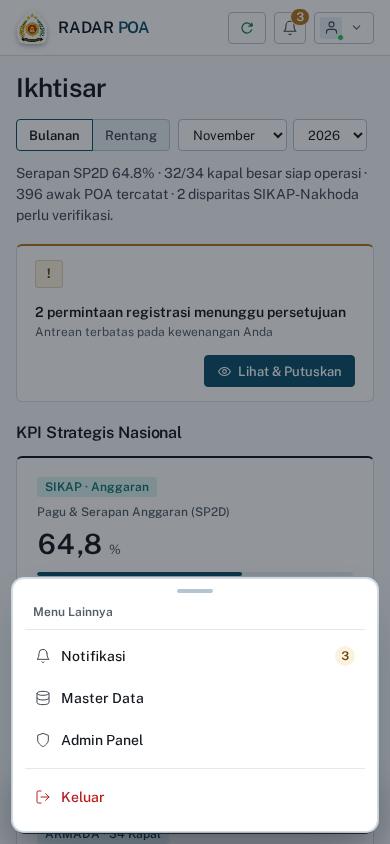 RADAR POA
3
Ikhtisar
Bulanan
Rentang
November
2026
Serapan SP2D 64.8% · 32/34 kapal besar siap operasi ·
396 awak POA tercatat · 2 disparitas SIKAP-Nakhoda
perlu verifikasi.
!
2 permintaan registrasi menunggu persetujuan
Antrean terbatas pada kewenangan Anda
Lihat & Putuskan
KPI Strategis Nasional
SIKAP · Anggaran
Pagu & Serapan Anggaran (SP2D)
64,8 %
Menu Lainnya
Notifikasi
3
Master Data
Admin Panel
Keluar
ARMADA · 34 Kapal